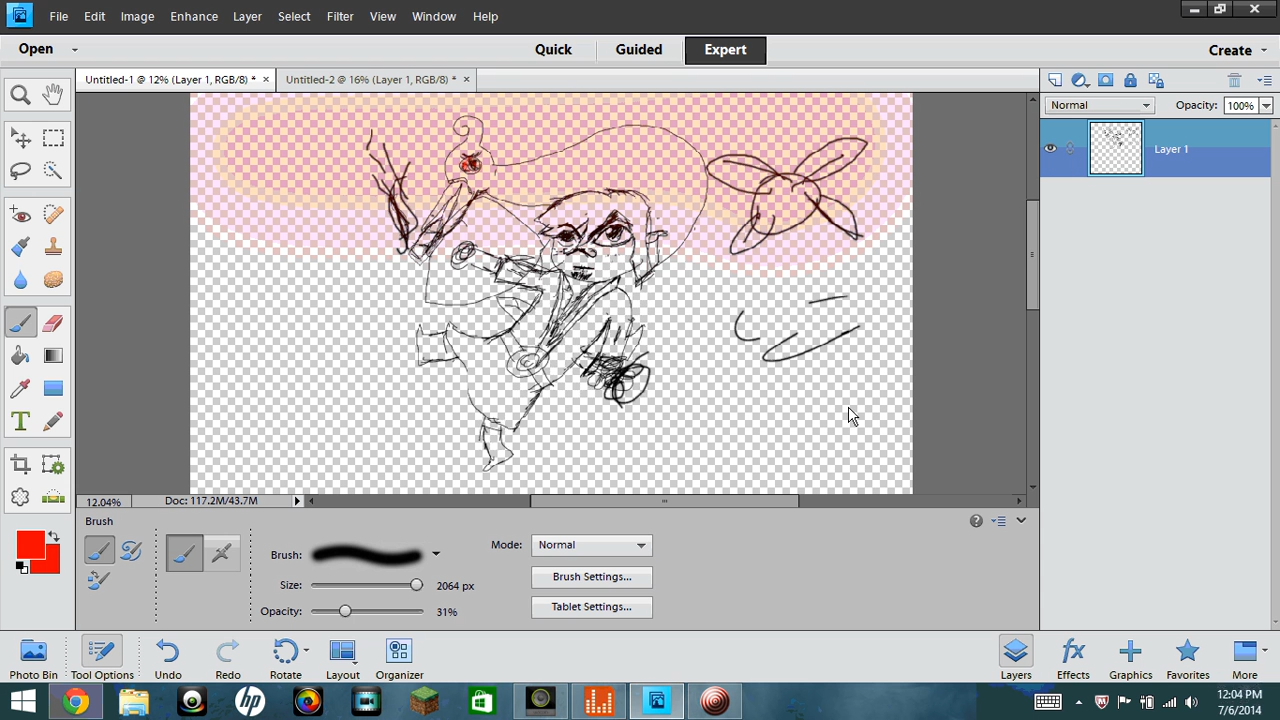 File Edit Image Enhance Layer Select Filter View Window Help
Open Quick Guided Expert Create
Untitled-1 @ 12% (Layer 1, RGB/8) * × Untitled-2 @ 16% (Layer 1, RGB/8) * ×
Normal Opacity: 100%
Layer 1
12.04% Doc: 117.2M/43.7M
Brush
Brush: Mode: Normal
Size: 2064 px Brush Settings...
Opacity: 31% Tablet Settings...
Photo Bin Tool Options Undo Redo Rotate Layout Organizer Layers Effects Graphics Favorites More
12:04 PM
7/6/2014